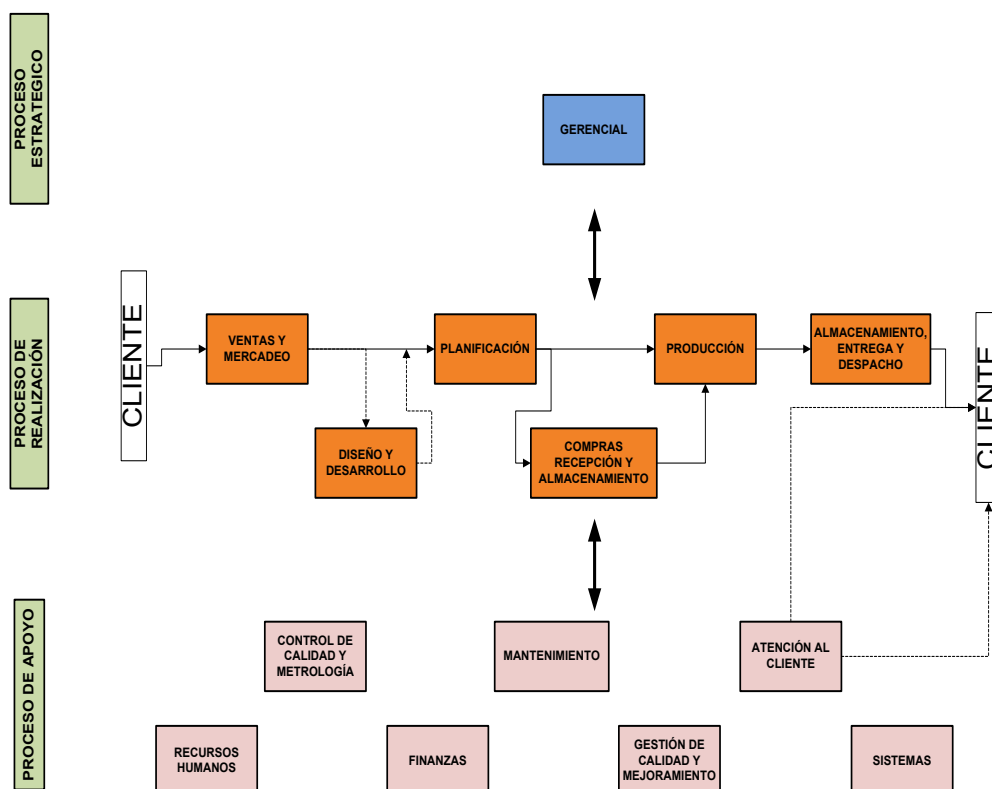 PROCESO
ESTRATEGICO
GERENCIAL
PROCESO DE
REALIZACIÓN
CLIENTE
VENTAS Y
MERCADEO
PLANIFICACIÓN
PRODUCCIÓN
ALMACENAMIENTO,
ENTREGA Y
DESPACHO
CLIENTE
DISEÑO Y
DESARROLLO
COMPRAS
RECEPCIÓN Y
ALMACENAMIENTO
PROCESO DE APOYO
CONTROL DE
CALIDAD Y
METROLOGÍA
MANTENIMIENTO
ATENCIÓN AL
CLIENTE
RECURSOS
HUMANOS
FINANZAS
GESTIÓN DE
CALIDAD Y
MEJORAMIENTO
SISTEMAS